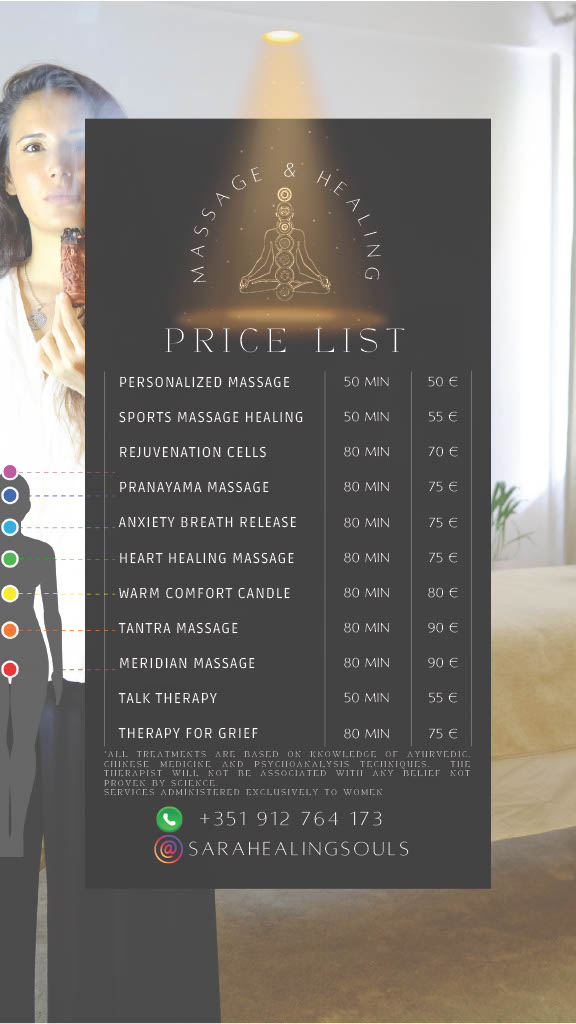 MASSAGE & HEALING
PRICE LIST
PERSONALIZED MASSAGE 50 MIN 50 €
SPORTS MASSAGE HEALING 50 MIN 55 €
REJUVENATION CELLS 80 MIN 70 €
PRANAYAMA MASSAGE 80 MIN 75 €
ANXIETY BREATH RELEASE 80 MIN 75 €
HEART HEALING MASSAGE 80 MIN 75 €
WARM COMFORT CANDLE 80 MIN 80 €
TANTRA MASSAGE 80 MIN 90 €
MERIDIAN MASSAGE 80 MIN 90 €
TALK THERAPY 50 MIN 55 €
THERAPY FOR GRIEF 80 MIN 75 €
*ALL TREATMENTS ARE BASED ON KNOWLEDGE OF AYURVEDIC,
CHINESE MEDICINE AND PSYCHOANALYSIS TECHNIQUES. THE
THERAPIST WILL NOT BE ASSOCIATED WITH ANY BELIEF NOT
PROVEN BY SCIENCE.
SERVICES ADMINISTERED EXCLUSIVELY TO WOMEN
+351 912 764 173
@ SARAHEALINGSOULS